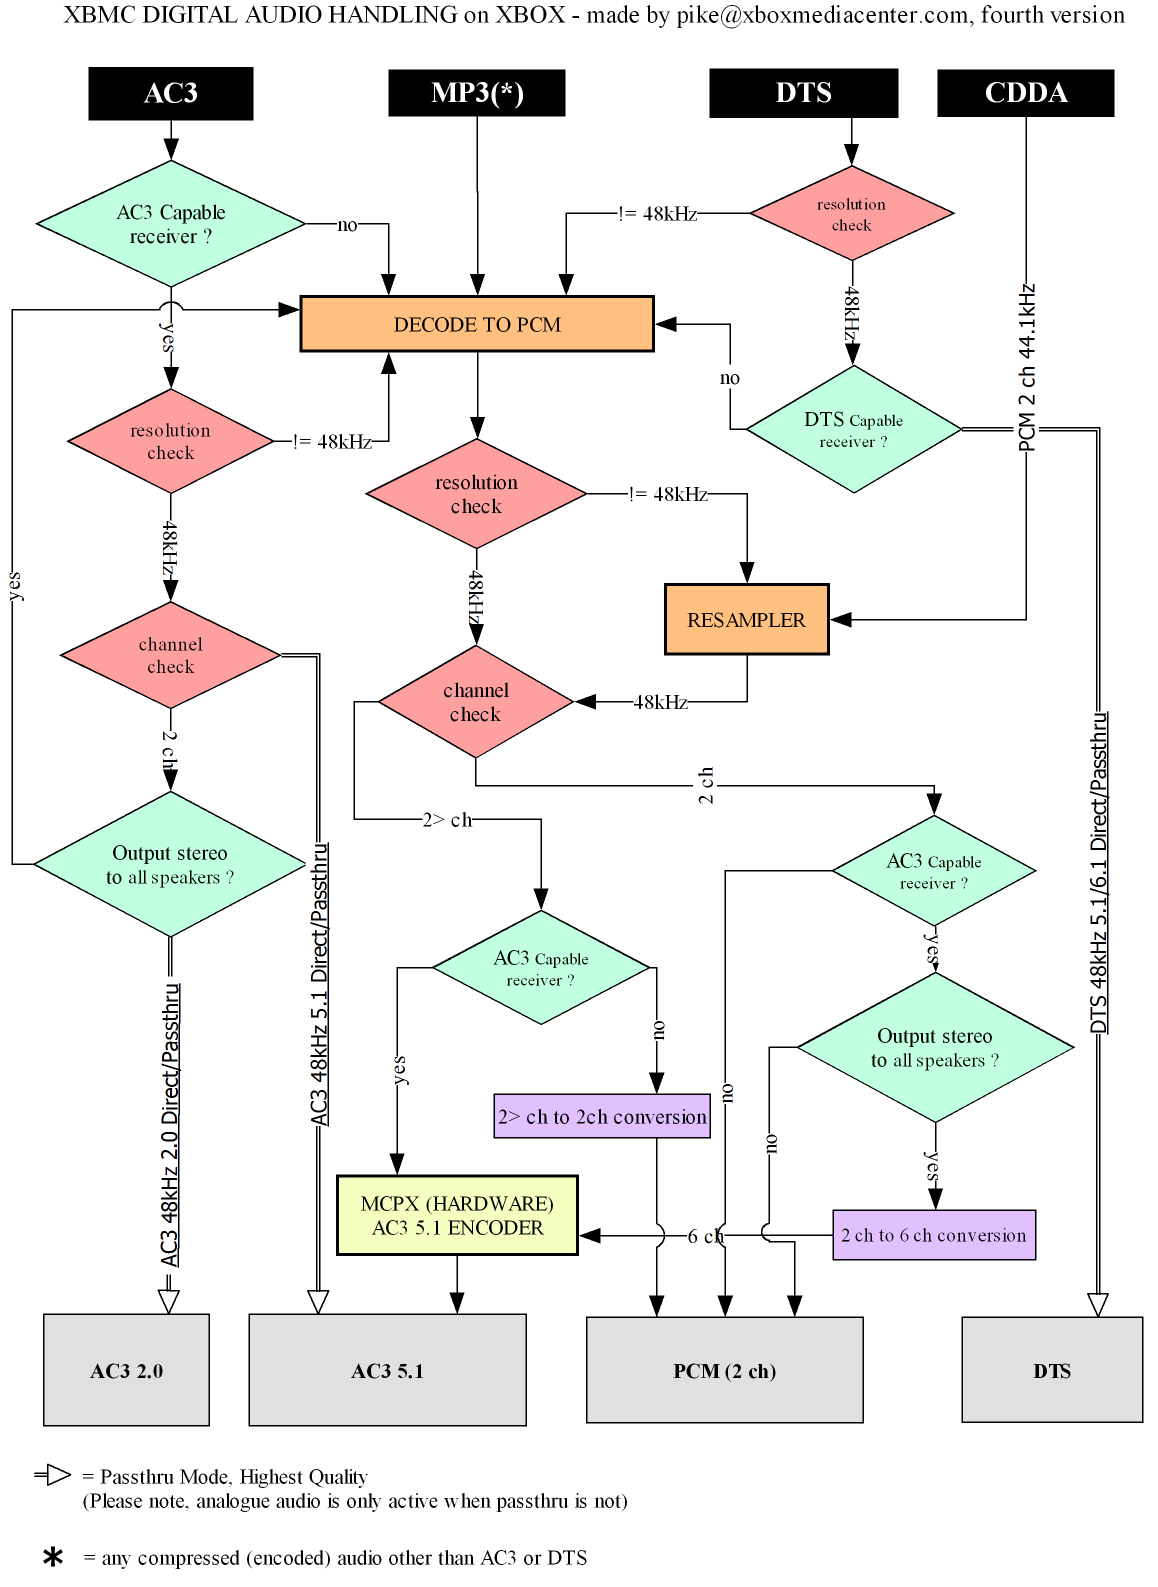 XBMC DIGITAL AUDIO HANDLING on XBOX - made by pike@xboxmediacenter.com, fourth version
AC3
MP3(*)
DTS
CDDA
AC3 Capable
receiver ?
no
!= 48kHz
resolution
check
DECODE TO PCM
yes
48kHz
PCM 2 ch 44.1kHz
no
DTS Capable
receiver ?
resolution
check
!= 48kHz
resolution
check
!= 48kHz
48kHz
48kHz
yes
RESAMPLER
channel
check
channel
check
48kHz
2 ch
2 ch
2> ch
Output stereo
to all speakers ?
AC3 Capable
receiver ?
AC3 48kHz 5.1 Direct/Passthru
DTS 48kHz 5.1/6.1 Direct/Passthru
yes
AC3 Capable
receiver ?
no
yes
Output stereo
to all speakers ?
AC3 48kHz 2.0 Direct/Passthru
no
no
yes
2> ch to 2ch conversion
MCPX (HARDWARE)
AC3 5.1 ENCODER
6 ch
2 ch to 6 ch conversion
AC3 2.0
AC3 5.1
PCM (2 ch)
DTS
= Passthru Mode, Highest Quality
(Please note, analogue audio is only active when passthru is not)
* = any compressed (encoded) audio other than AC3 or DTS